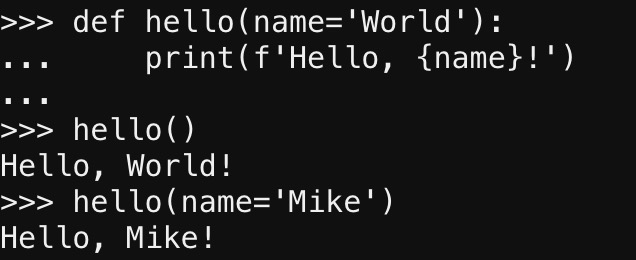 >>> def hello(name='World'):
...     print(f'Hello, {name}!')
...
>>> hello()
Hello, World!
>>> hello(name='Mike')
Hello, Mike!